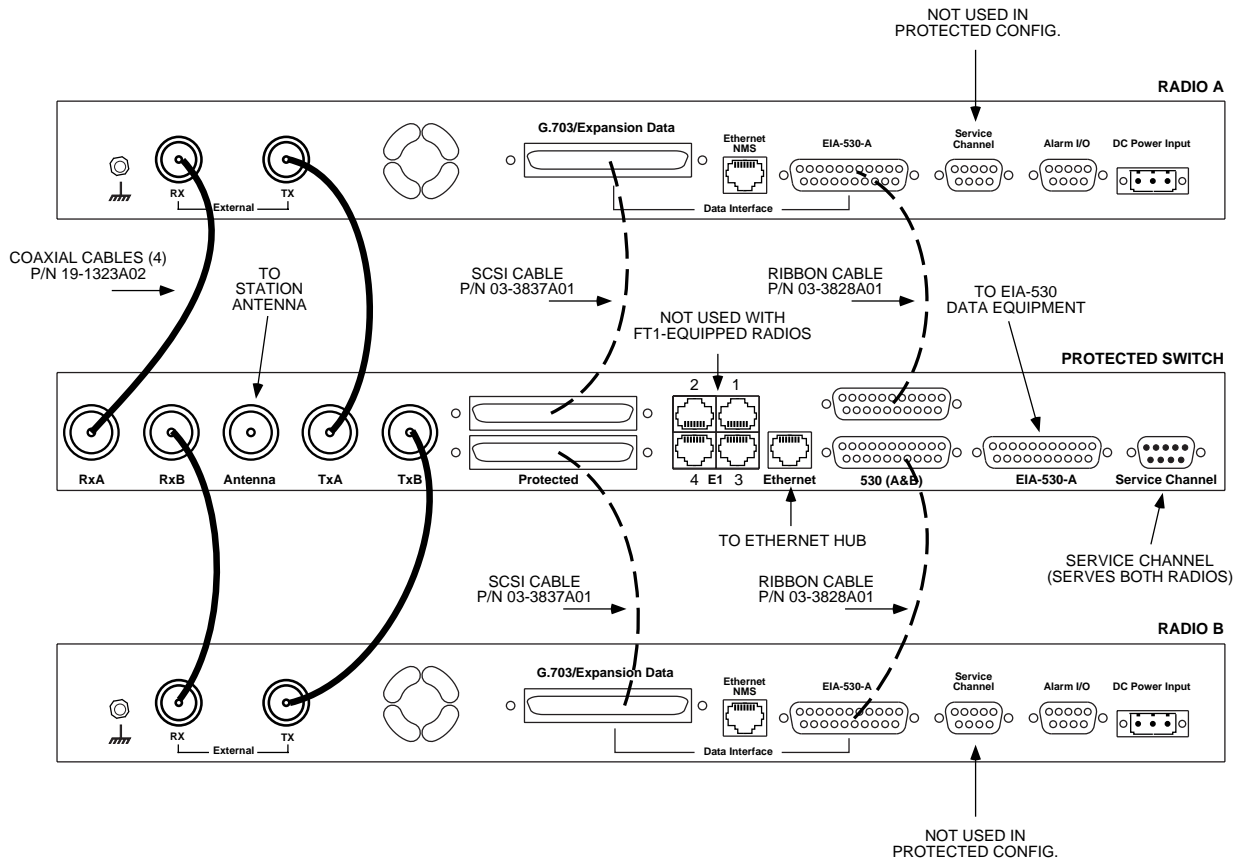 NOT USED IN
PROTECTED CONFIG.
RADIO A
G.703/Expansion Data
Ethernet
NMS
EIA-530-A
Service
Channel
Alarm I/O
DC Power Input
RX
TX
External
Data Interface
COAXIAL CABLES (4)
P/N 19-1323A02
TO
STATION
ANTENNA
SCSI CABLE
P/N 03-3837A01
RIBBON CABLE
P/N 03-3828A01
NOT USED WITH
FT1-EQUIPPED RADIOS
TO EIA-530
DATA EQUIPMENT
PROTECTED SWITCH
2 1
RxA
RxB
Antenna
TxA
TxB
Protected
4 E1 3
Ethernet
530 (A&B)
EIA-530-A
Service Channel
TO ETHERNET HUB
SERVICE CHANNEL
(SERVES BOTH RADIOS)
SCSI CABLE
P/N 03-3837A01
RIBBON CABLE
P/N 03-3828A01
RADIO B
G.703/Expansion Data
Ethernet
NMS
EIA-530-A
Service
Channel
Alarm I/O
DC Power Input
RX
TX
External
Data Interface
NOT USED IN
PROTECTED CONFIG.